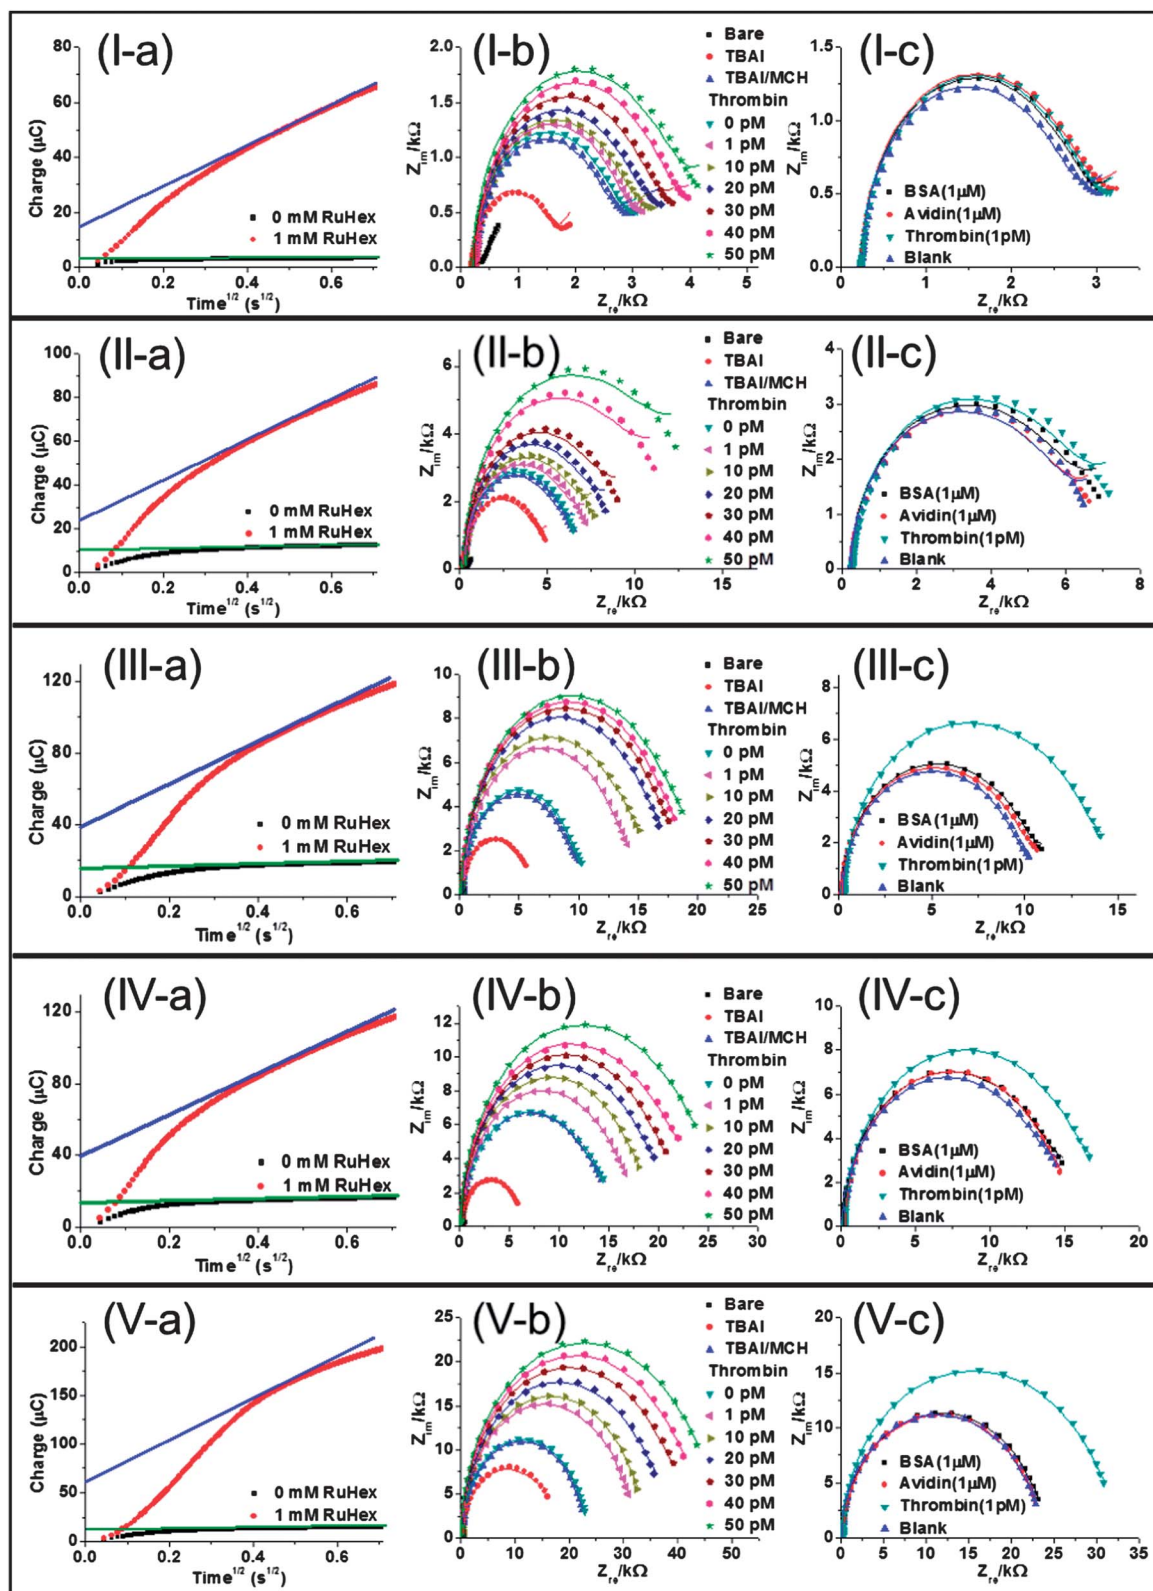 (I-a)
80
60
40
20
0
0.0
0.2
0.4
0.6
Charge (µC)
Time^1/2 (s^1/2)
0 mM RuHex
1 mM RuHex
(I-b)
2.0
1.5
1.0
0.5
0.0
0
1
2
3
4
5
Zim/kΩ
Zre/kΩ
Bare
TBAI
TBAI/MCH
Thrombin
0 pM
1 pM
10 pM
20 pM
30 pM
40 pM
50 pM
(I-c)
1.5
1.0
0.5
0.0
0
1
2
3
Zim/kΩ
Zre/kΩ
BSA(1µM)
Avidin(1µM)
Thrombin(1pM)
Blank
(II-a)
100
80
60
40
20
0
0.0
0.2
0.4
0.6
Charge (µC)
Time^1/2 (s^1/2)
0 mM RuHex
1 mM RuHex
(II-b)
6
4
2
0
0
5
10
15
Zim/kΩ
Zre/kΩ
Bare
TBAI
TBAI/MCH
Thrombin
0 pM
1 pM
10 pM
20 pM
30 pM
40 pM
50 pM
(II-c)
4
3
2
1
0
0
2
4
6
8
Zim/kΩ
Zre/kΩ
BSA(1µM)
Avidin(1µM)
Thrombin(1pM)
Blank
(III-a)
120
80
40
0
0.0
0.2
0.4
0.6
Charge (µC)
Time^1/2 (s^1/2)
0 mM RuHex
1 mM RuHex
(III-b)
10
8
6
4
2
0
0
5
10
15
20
25
Zim/kΩ
Zre/kΩ
Bare
TBAI
TBAI/MCH
Thrombin
0 pM
1 pM
10 pM
20 pM
30 pM
40 pM
50 pM
(III-c)
8
6
4
2
0
0
5
10
15
Zim/kΩ
Zre/kΩ
BSA(1µM)
Avidin(1µM)
Thrombin(1pM)
Blank
(IV-a)
120
80
40
0
0.0
0.2
0.4
0.6
Charge (µC)
Time^1/2 (s^1/2)
0 mM RuHex
1 mM RuHex
(IV-b)
12
10
8
6
4
2
0
0
5
10
15
20
25
30
Zim/kΩ
Zre/kΩ
Bare
TBAI
TBAI/MCH
Thrombin
0 pM
1 pM
10 pM
20 pM
30 pM
40 pM
50 pM
(IV-c)
10
8
6
4
2
0
0
5
10
15
20
Zim/kΩ
Zre/kΩ
BSA(1µM)
Avidin(1µM)
Thrombin(1pM)
Blank
(V-a)
200
150
100
50
0
0.0
0.2
0.4
0.6
Charge (µC)
Time^1/2 (s^1/2)
0 mM RuHex
1 mM RuHex
(V-b)
25
20
15
10
5
0
0
10
20
30
40
50
Zim/kΩ
Zre/kΩ
Bare
TBAI
TBAI/MCH
Thrombin
0 pM
1 pM
10 pM
20 pM
30 pM
40 pM
50 pM
(V-c)
20
15
10
5
0
0
5
10
15
20
25
30
35
Zim/kΩ
Zre/kΩ
BSA(1µM)
Avidin(1µM)
Thrombin(1pM)
Blank